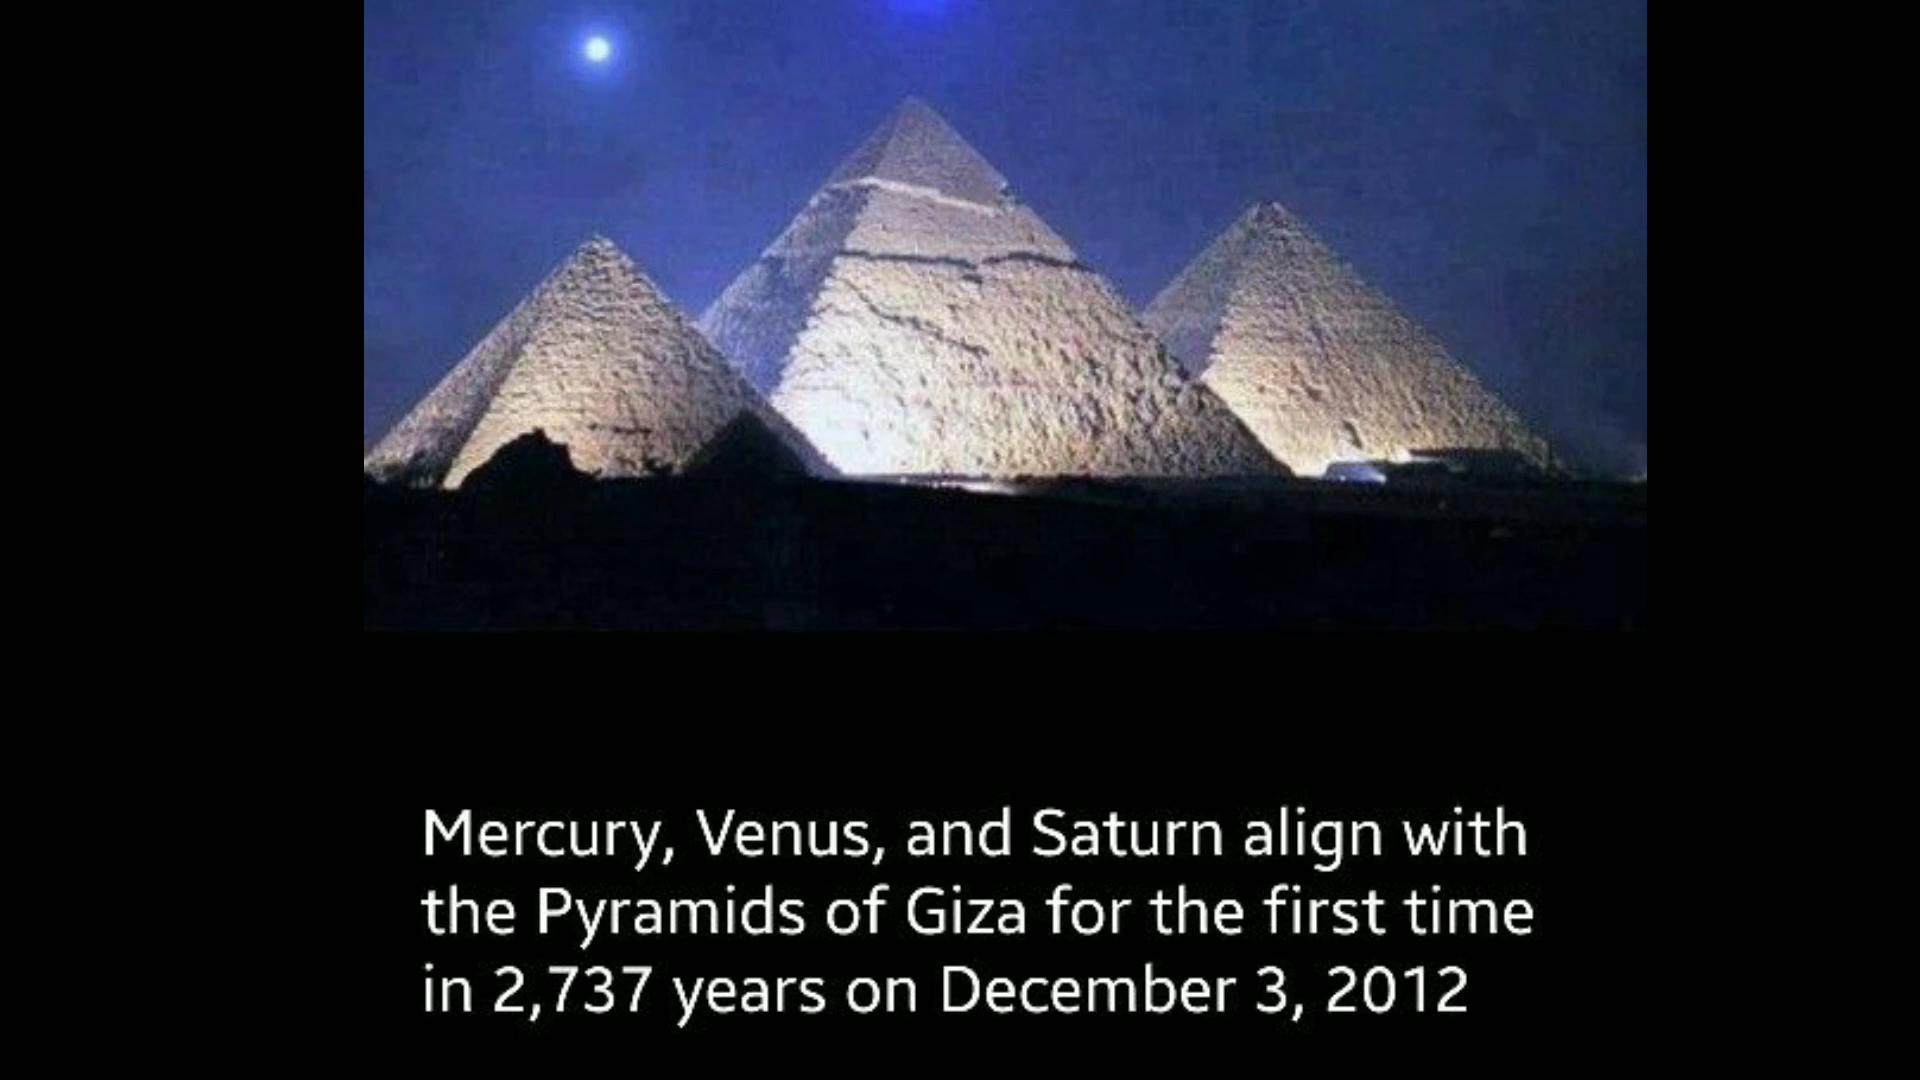 Mercury, Venus, and Saturn align with
the Pyramids of Giza for the first time
in 2,737 years on December 3, 2012